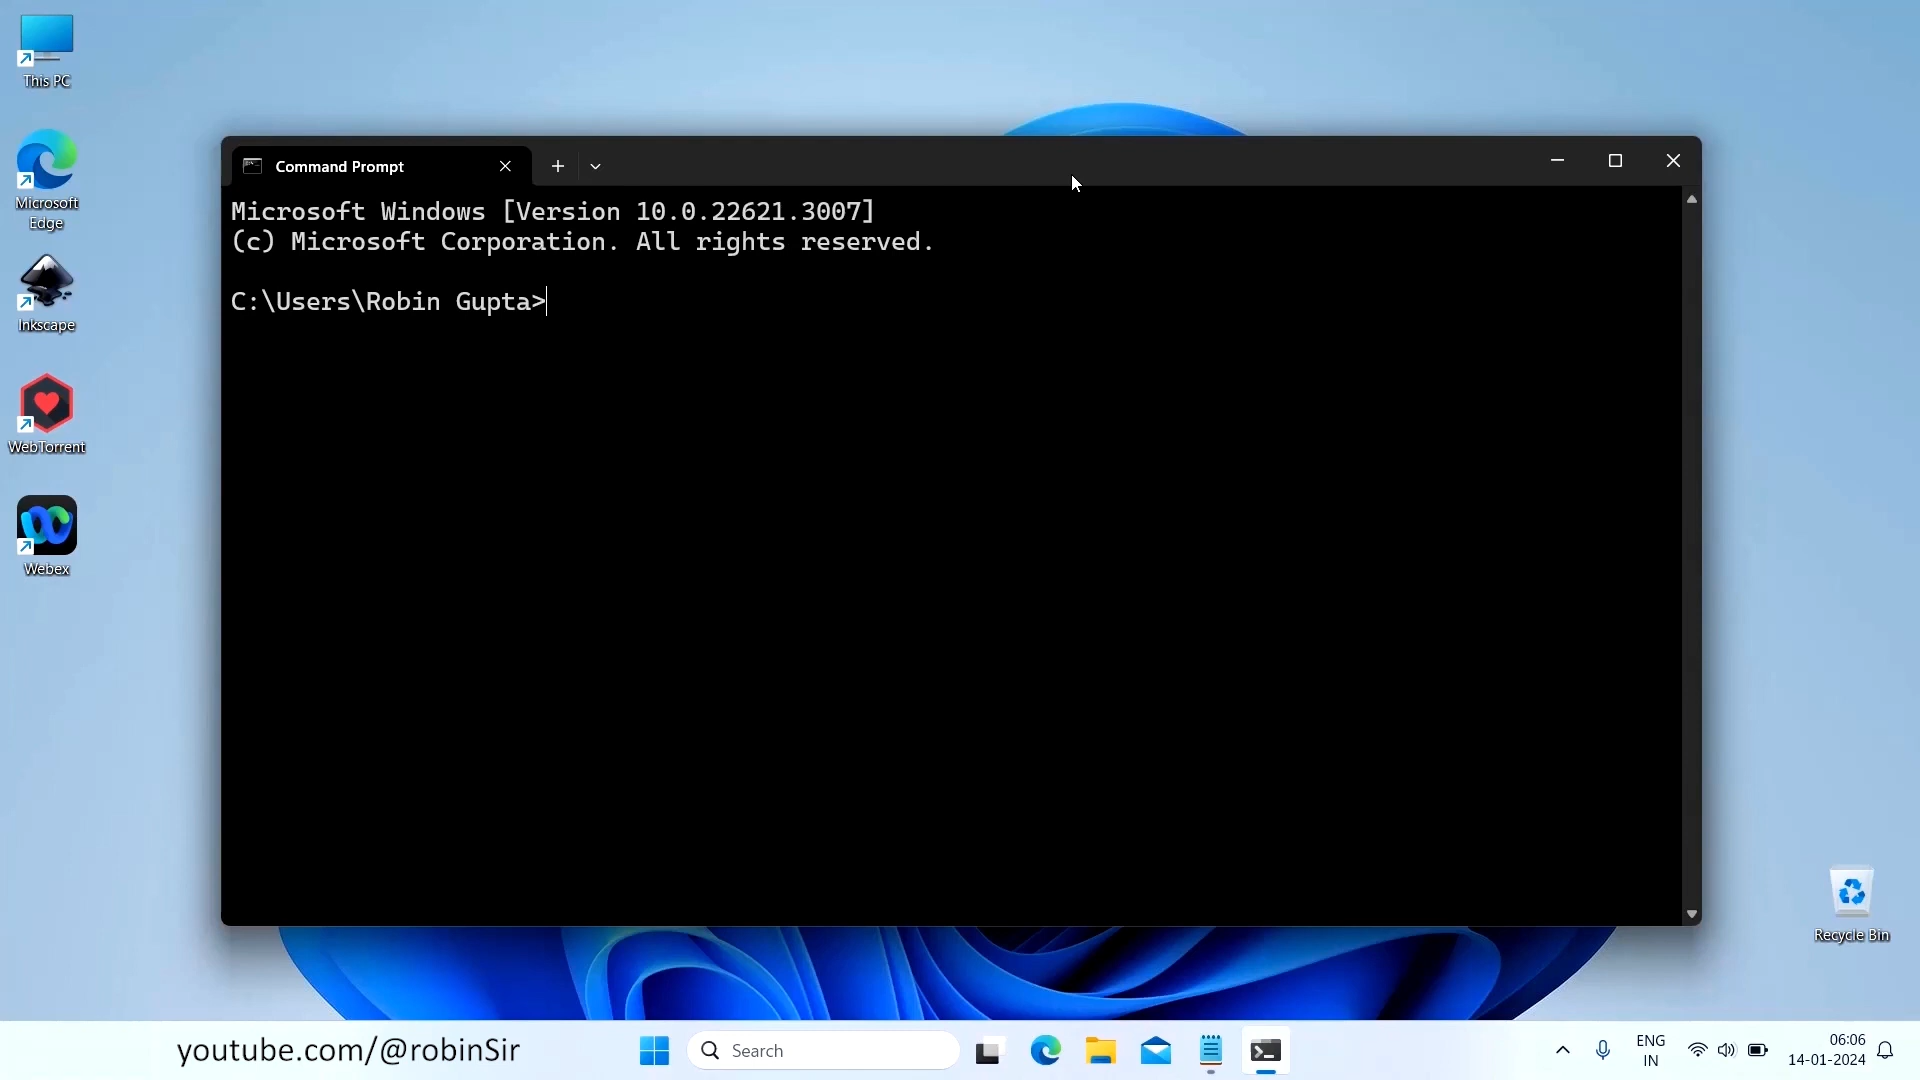 This PC
Microsoft
Edge
Inkscape
WebTorrent
Webex
Command Prompt
Microsoft Windows [Version 10.0.22621.3007]
(c) Microsoft Corporation. All rights reserved.
C:\Users\Robin Gupta>
Recycle Bin
youtube.com/@robinSir
Search
ENG
IN
06:06
14-01-2024